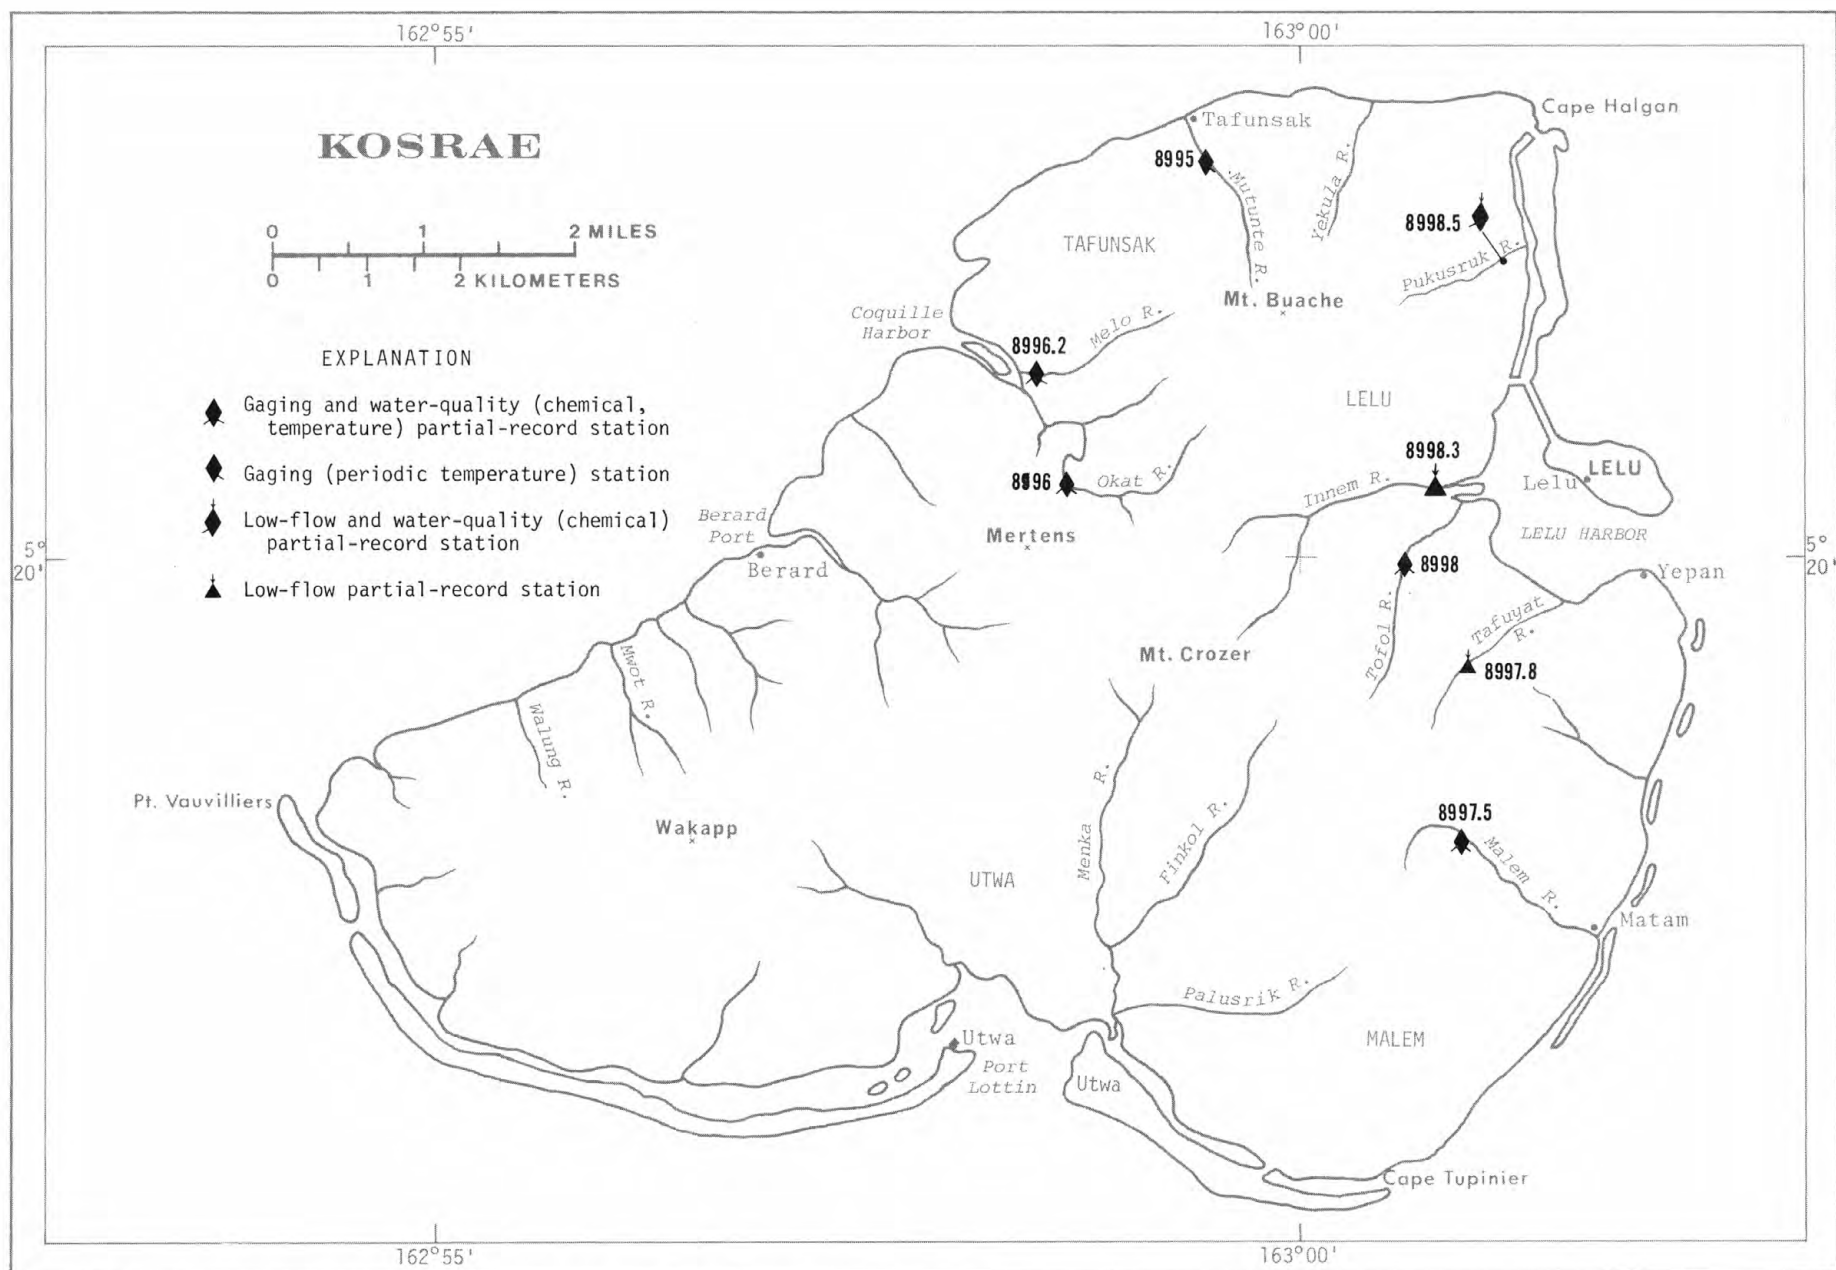 162°55'
163°00'
KOSRAE
0 1 2 MILES
0 1 2 KILOMETERS
EXPLANATION
Gaging and water-quality (chemical,
temperature) partial-record station
Gaging (periodic temperature) station
Low-flow and water-quality (chemical)
partial-record station
Low-flow partial-record station
Cape Halgan
Tafunsak
8995
Mutunte R.
Yekula R.
8998.5
Pukusruk R.
TAFUNSAK
Mt. Buache
Coquille
Harbor
8996.2
Melo R.
LELU
8998.3
LELU
Lelu
8996
Okat R.
Innem R.
Berard
Port
Mertens
LELU HARBOR
5°
20'
5°
20'
Berard
8998
Yepan
Tofol R.
Tafuyat
R.
Mt. Crozer
8997.8
Mwot R.
Walung R.
Pt. Vauvilliers
Wakapp
Menka R.
Finkol R.
8997.5
Malem R.
UTWA
Matam
Palusrik R.
Utwa
MALEM
Port
Lottin
Utwa
Cape Tupinier
162°55'
163°00'